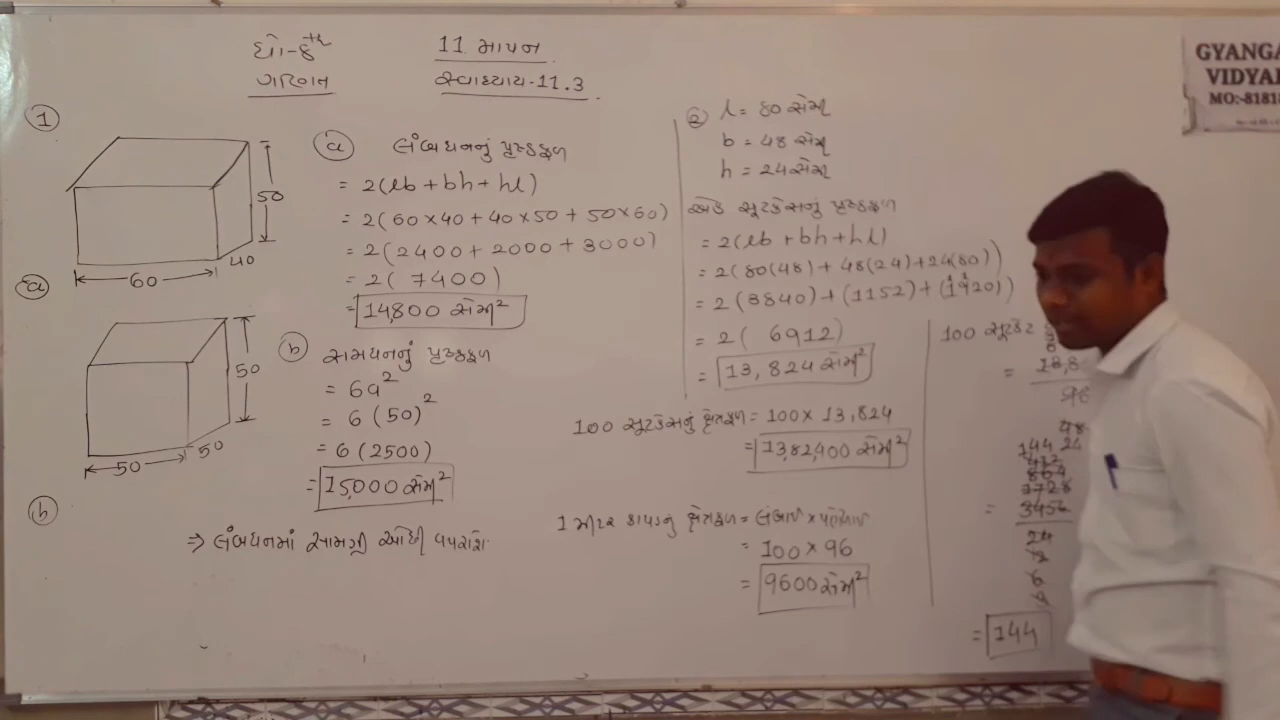 ધો-8th
ગણિત
11 માપન
સ્વાધ્યાય-11.3
1
50
60
40
a
50
50
50
b
⇒ લંબઘનમાં સામગ્રી ઓછી વપરાશે
a લંબઘનનું પૃષ્ઠફળ
= 2(lb + bh + hl)
= 2(60×40 + 40×50 + 50×60)
= 2(2400 + 2000 + 3000)
= 2(7400)
= 14,800 સેમી²
b સમઘનનું પૃષ્ઠફળ
= 6a²
= 6(50)²
= 6(2500)
= 15,000 સેમી²
2 l = 80 સેમી
b = 48 સેમી
h = 24 સેમી
એક સૂટકેસનું પૃષ્ઠફળ
= 2(lb + bh + hl)
= 2(80(48) + 48(24) + 24(80))
= 2(3840) + (1152) + (1920))
= 2( 6912)
= 13,824 સેમી²
100 સૂટકેસનું ક્ષેત્રફળ = 100 × 13,824
= 13,82,400 સેમી²
1 મીટર કાપડનું ક્ષેત્રફળ = લંબાઈ × પહોળાઈ
= 100 × 96
= 9600 સેમી²
100
=
=
= 144
GYANGA
VIDYAL
MO:-8181